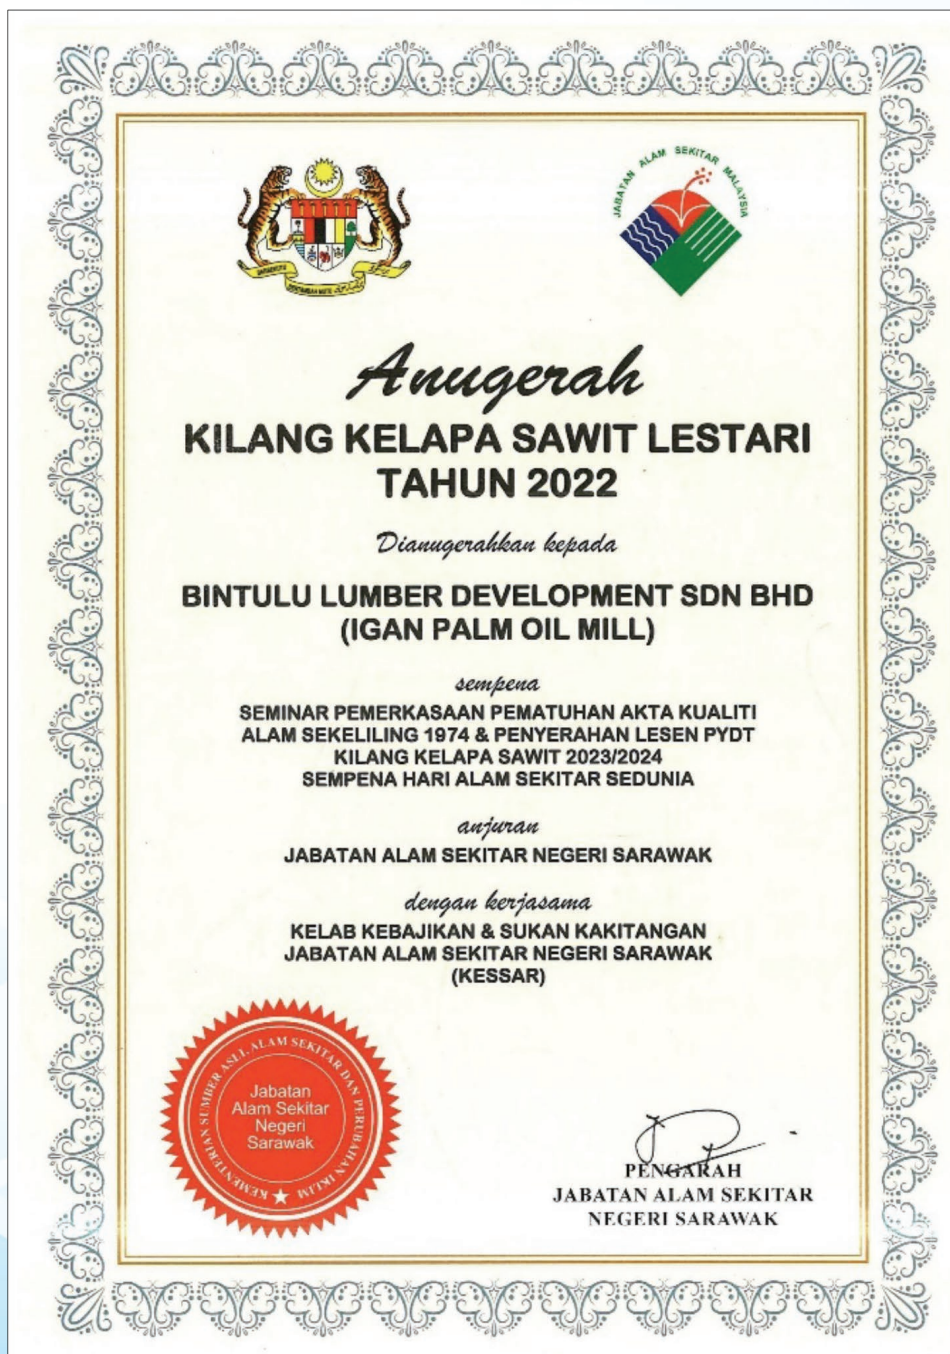 JABATAN ALAM SEKITAR MALAYSIA
Anugerah
KILANG KELAPA SAWIT LESTARI
TAHUN 2022
Dianugerahkan kepada
BINTULU LUMBER DEVELOPMENT SDN BHD
(IGAN PALM OIL MILL)
sempena
SEMINAR PEMERKASAAN PEMATUHAN AKTA KUALITI
ALAM SEKELILING 1974 & PENYERAHAN LESEN PYDT
KILANG KELAPA SAWIT 2023/2024
SEMPENA HARI ALAM SEKITAR SEDUNIA
anjuran
JABATAN ALAM SEKITAR NEGERI SARAWAK
dengan kerjasama
KELAB KEBAJIKAN & SUKAN KAKITANGAN
JABATAN ALAM SEKITAR NEGERI SARAWAK
(KESSAR)
KEMENTERIAN SUMBER ASLI, ALAM SEKITAR DAN PERUBAHAN IKLIM
Jabatan
Alam Sekitar
Negeri
Sarawak
PENGARAH
JABATAN ALAM SEKITAR
NEGERI SARAWAK